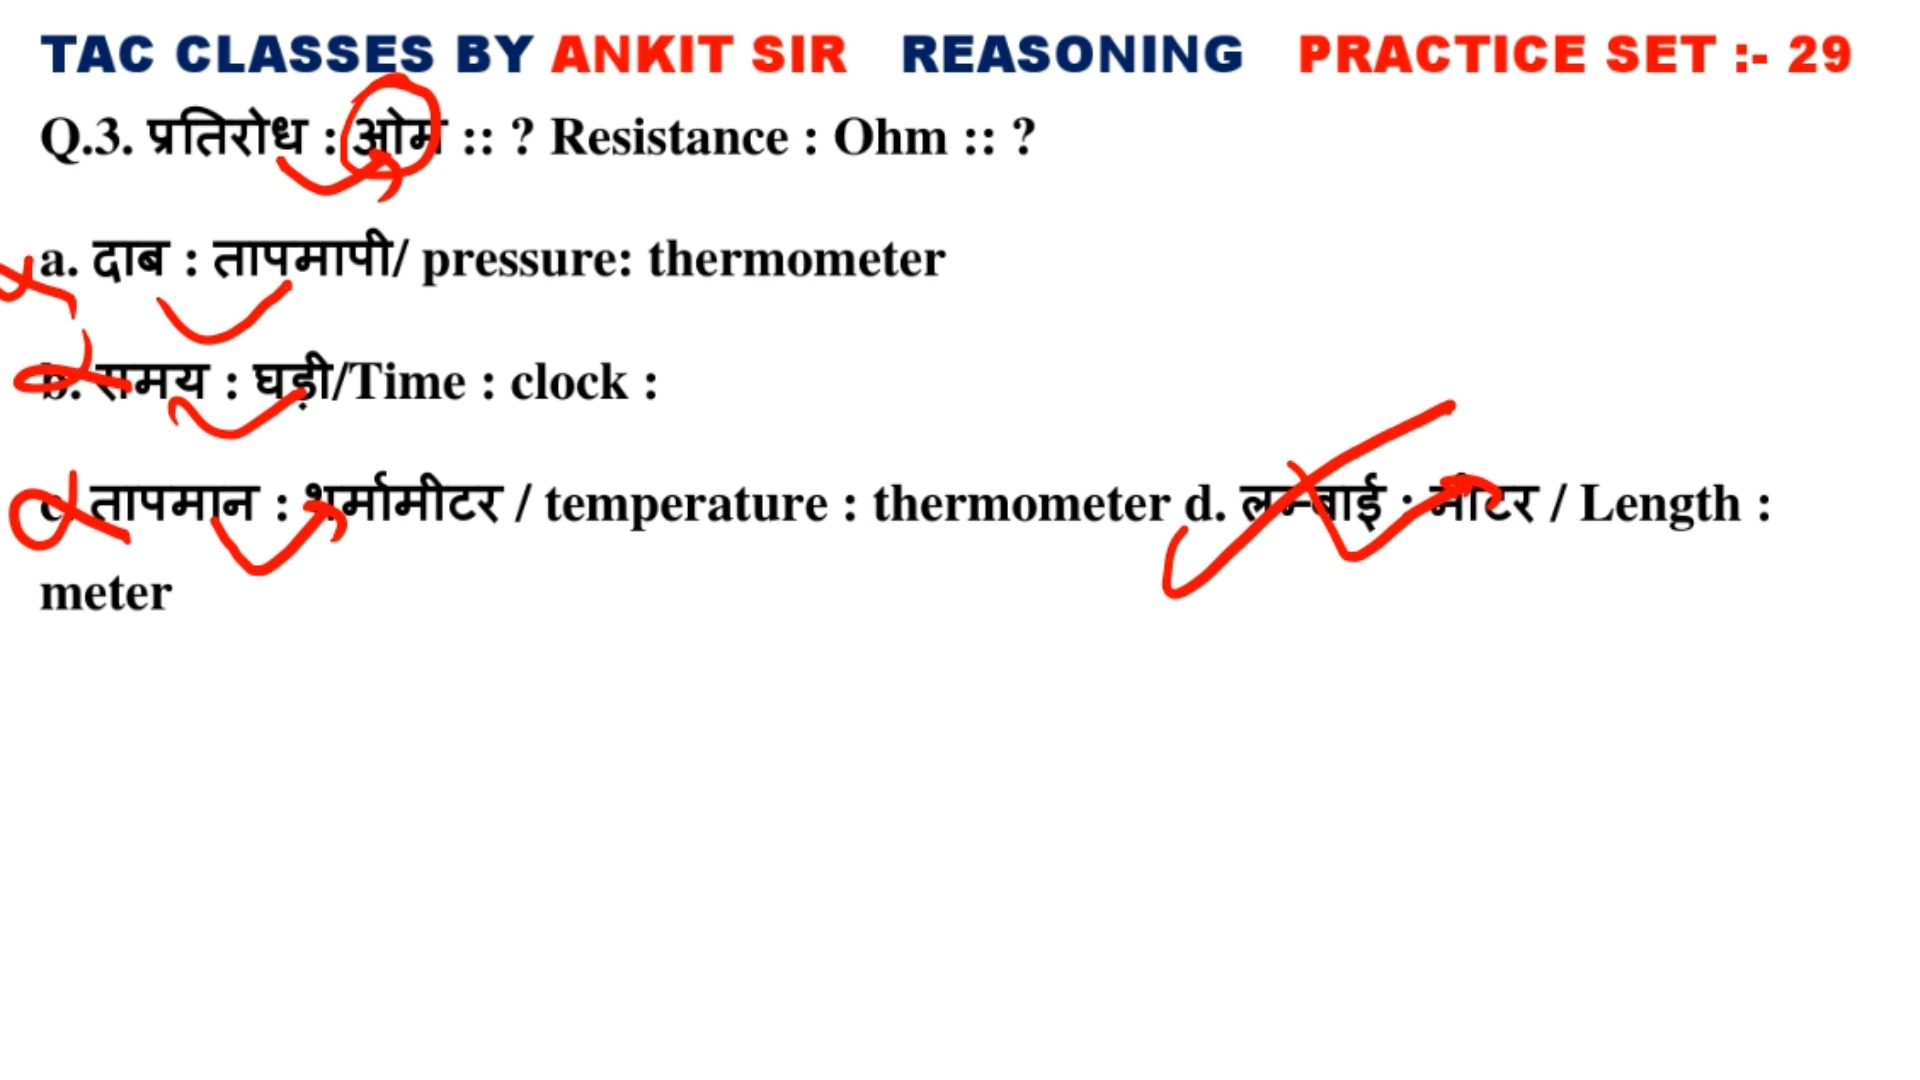 TAC CLASSES BY ANKIT SIR REASONING PRACTICE SET :- 29
Q.3. प्रतिरोध : ओम :: ? Resistance : Ohm :: ?
a. दाब : तापमापी/ pressure: thermometer
b. समय : घड़ी/Time : clock :
c. तापमान : थर्मामीटर / temperature : thermometer d. लम्बाई : मीटर / Length :
meter